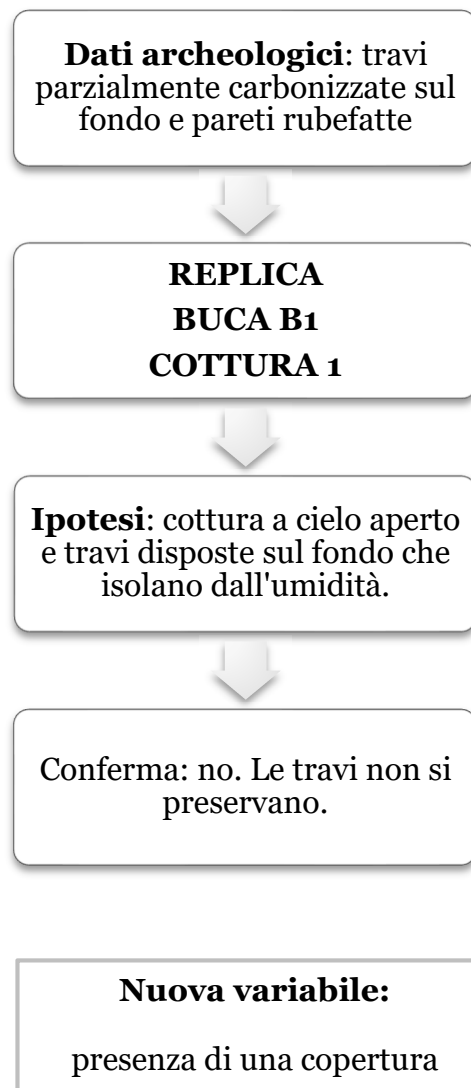 Dati archeologici: travi
parzialmente carbonizzate sul
fondo e pareti rubefatte
REPLICA
BUCA B1
COTTURA 1
Ipotesi: cottura a cielo aperto
e travi disposte sul fondo che
isolano dall'umidità.
Conferma: no. Le travi non si
preservano.
Nuova variabile:
presenza di una copertura